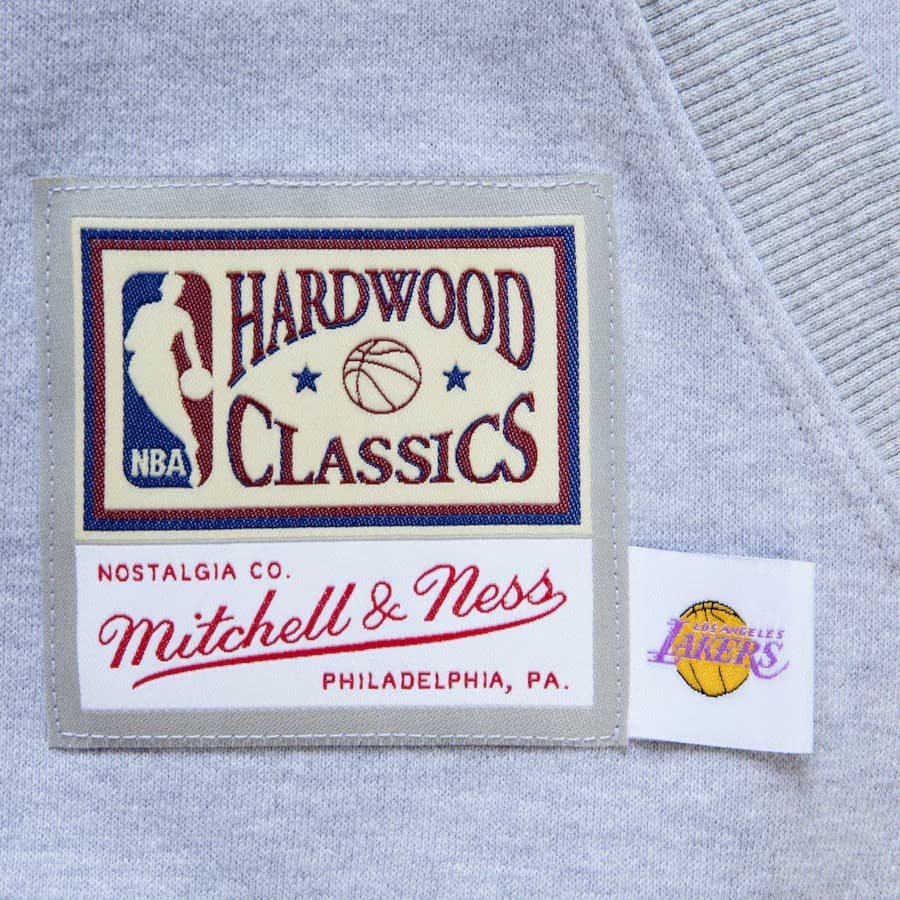 HARDWOOD
CLASSICS
NBA
NOSTALGIA CO.
Mitchell & Ness
PHILADELPHIA, PA.
LOS ANGELES
LAKERS